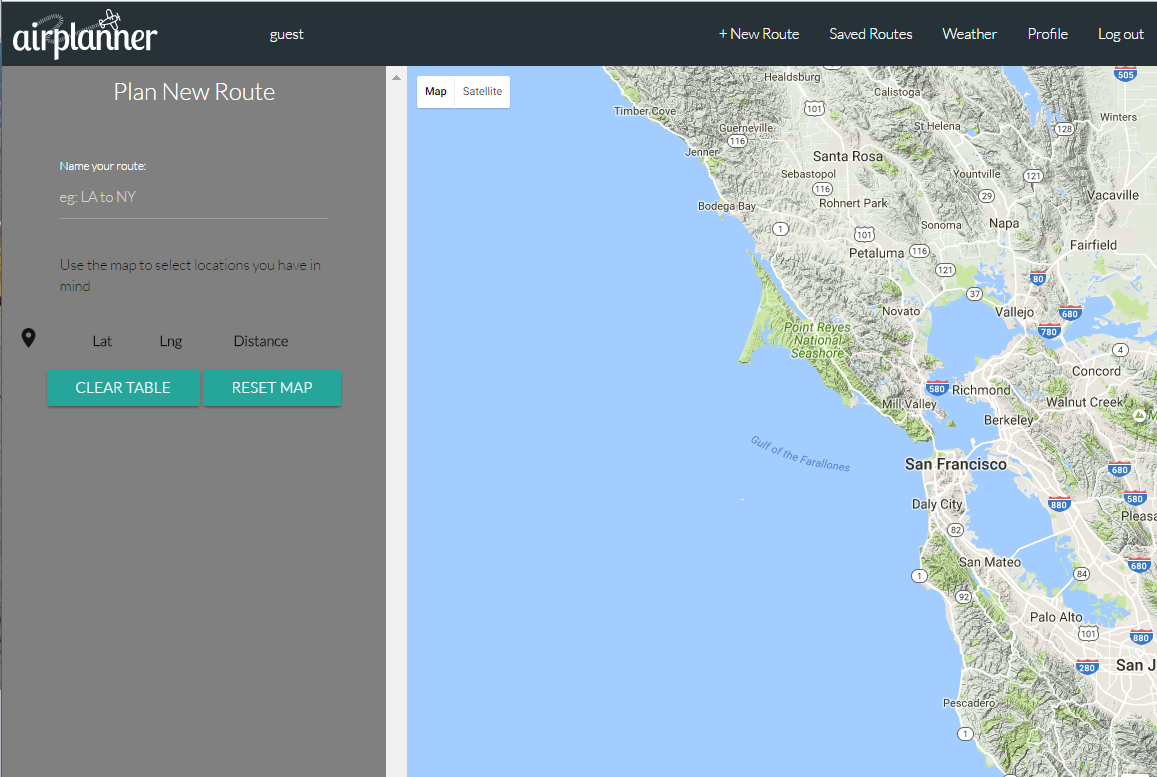 airplanner
guest
+ New Route
Saved Routes
Weather
Profile
Log out
Plan New Route
Name your route:
eg: LA to NY
Use the map to select locations you have in
mind
Lat Lng Distance
CLEAR TABLE
RESET MAP
Map
Satellite
505
Healdsburg
Calistoga
Timber Cove
101
Winters
Guerneville
St Helena
128
116
Jenner
Santa Rosa
Sebastopol
Yountville
121
116
29
Vacaville
Bodega Bay
Rohnert Park
1
101
Sonoma
Napa
Petaluma
116
Fairfield
121
80
37
Novato
Vallejo
680
Point Reyes
National
Seashore
780
4
Concord
580
Richmond
Mill Valley
Walnut Creek
M
Berkeley
Gulf of the Farallones
San Francisco
680
Daly City
880
580
Pleasa
82
San Mateo
680
1
84
92
Palo Alto
101
880
280
San J
Pescadero
1